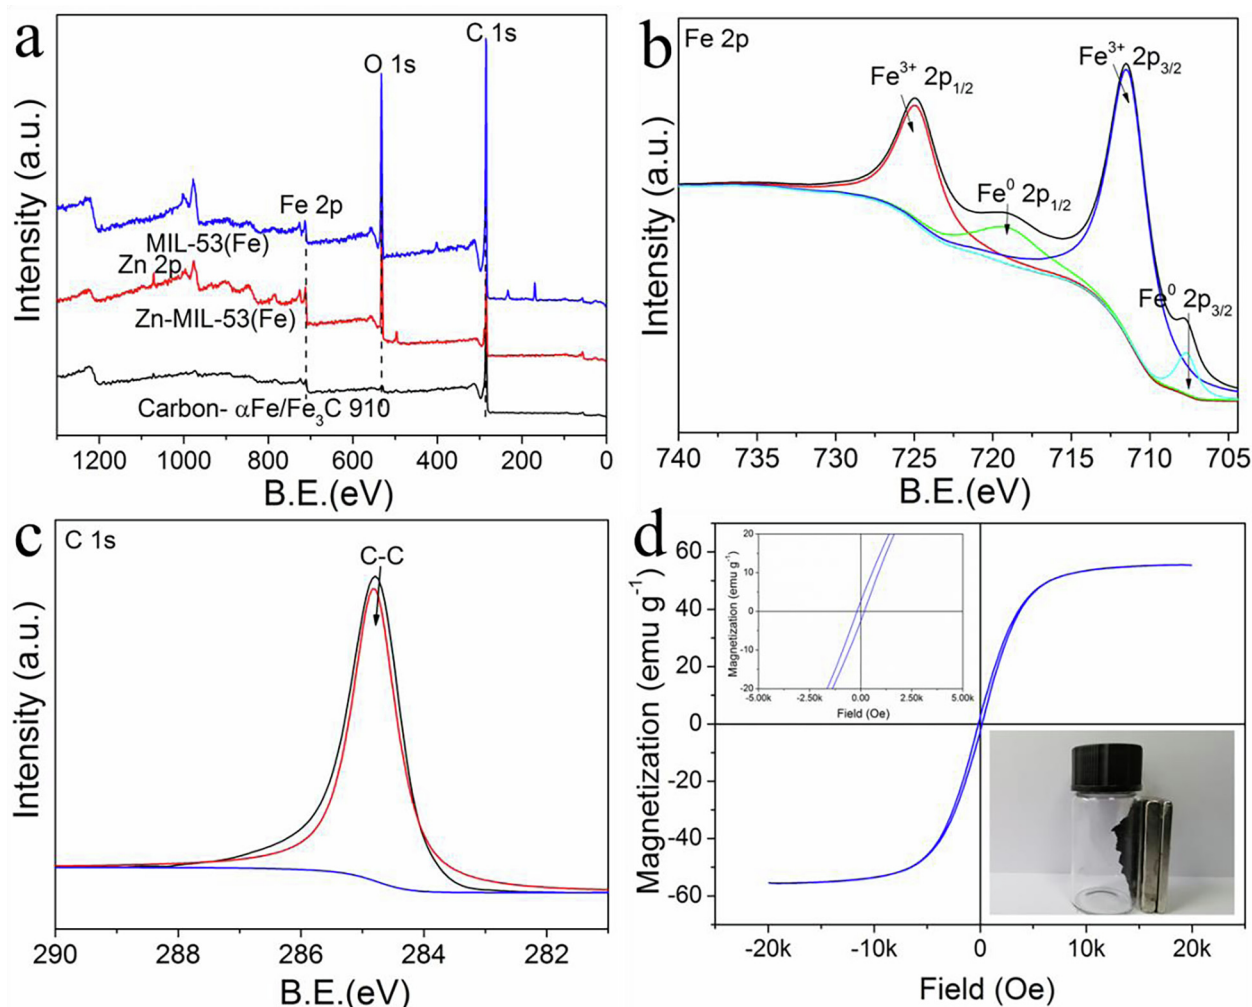 a
C 1s
O 1s
Fe 2p
MIL-53(Fe)
Zn 2p
Zn-MIL-53(Fe)
Carbon- αFe/Fe₃C 910
Intensity (a.u.)
1200 1000 800 600 400 200 0
B.E.(eV)
b
Fe 2p
Fe³⁺ 2p₃/₂
Fe³⁺ 2p₁/₂
Fe⁰ 2p₁/₂
Fe⁰ 2p₃/₂
Intensity (a.u.)
740 735 730 725 720 715 710 705
B.E.(eV)
c
C 1s
C-C
Intensity (a.u.)
290 288 286 284 282
B.E.(eV)
d
60
40
20
0
-20
-40
-60
Magnetization (emu g⁻¹)
-20k -10k 0 10k 20k
Field (Oe)
20
10
0
-10
-20
Magnetization (emu g⁻¹)
-5.00k -2.50k 0.00 2.50k 5.00k
Field (Oe)